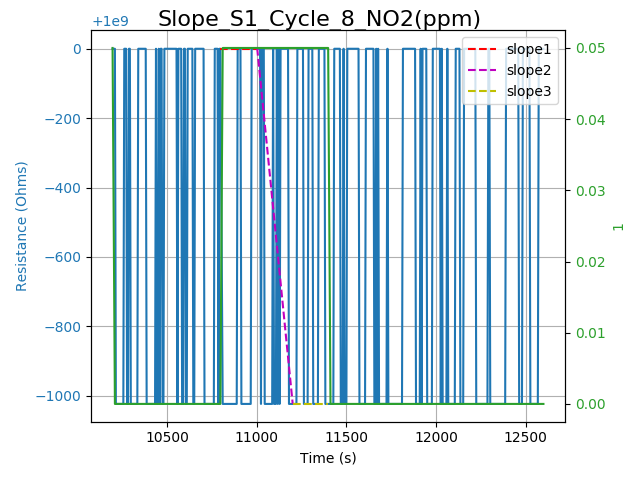 Slope_S1_Cycle_8_NO2(ppm)
+1e9
slope1
slope2
slope3
0
−200
−400
−600
−800
−1000
Resistance (Ohms)
0.05
0.04
0.03
0.02
0.01
0.00
1
10500
11000
11500
12000
12500
Time (s)